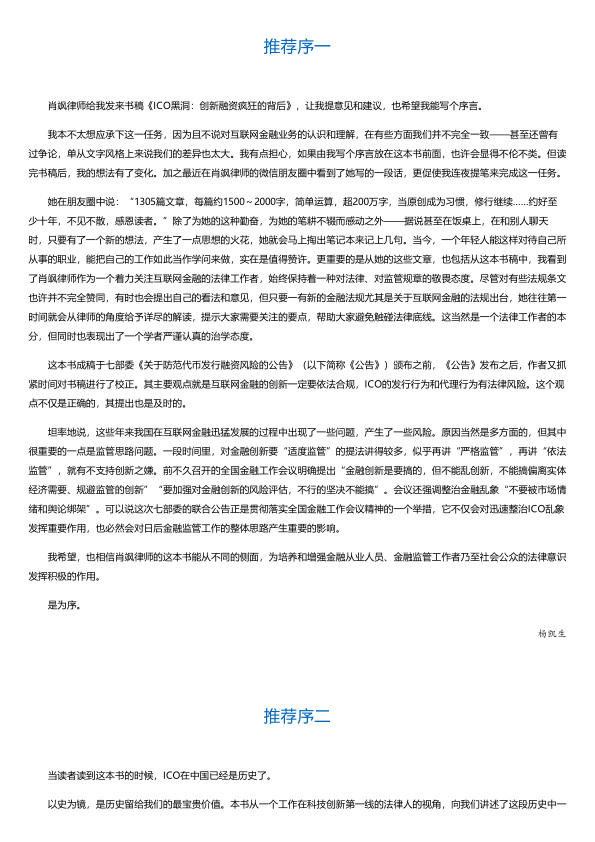 推荐序一
肖飒律师给我发来书稿《ICO黑洞：创新融资疯狂的背后》，让我提意见和建议，也希望我能写个序言。
我本不太想应承下这一任务，因为且不说对互联网金融业务的认识和理解，在有些方面我们并不完全一致——甚至还曾有
过争论，单从文字风格上来说我们的差异也太大。我有点担心，如果由我写个序言放在这本书前面，也许会显得不伦不类。但读
完书稿后，我的想法有了变化。加之最近在肖飒律师的微信朋友圈中看到了她写的一段话，更促使我连夜提笔来完成这一任务。
她在朋友圈中说：“1305篇文章，每篇约1500～2000字，简单运算，超200万字，当原创成为习惯，修行继续……约好至
少十年，不见不散，感恩读者。”除了为她的这种勤奋，为她的笔耕不辍而感动之外——据说甚至在饭桌上，在和别人聊天
时，只要有了一个新的想法，产生了一点思想的火花，她就会马上掏出笔记本来记上几句。当今，一个年轻人能这样对待自己所
从事的职业，能把自己的工作如此当作学问来做，实在是值得赞许。更重要的是从她的这些文章，也包括从这本书稿中，我看到
了肖飒律师作为一个着力关注互联网金融的法律工作者，始终保持着一种对法律、对监管规章的敬畏态度。尽管对有些法规条文
也许并不完全赞同，有时也会提出自己的看法和意见，但只要一有新的金融法规尤其是关于互联网金融的法规出台，她往往第一
时间就会从律师的角度给予详尽的解读，提示大家需要关注的要点，帮助大家避免触碰法律底线。这当然是一个法律工作者的本
分，但同时也表现出了一个学者严谨认真的治学态度。
这本书成稿于七部委《关于防范代币发行融资风险的公告》（以下简称《公告》）颁布之前，《公告》发布之后，作者又抓
紧时间对书稿进行了校正。其主要观点就是互联网金融的创新一定要依法合规，ICO的发行行为和代理行为有法律风险。这个观
点不仅是正确的，其提出也是及时的。
坦率地说，这些年来我国在互联网金融迅猛发展的过程中出现了一些问题，产生了一些风险。原因当然是多方面的，但其中
很重要的一点是监管思路问题。一段时间里，对金融创新要“适度监管”的提法讲得较多，似乎再讲“严格监管”，再讲“依法
监管”，就有不支持创新之嫌。前不久召开的全国金融工作会议明确提出“金融创新是要搞的，但不能乱创新，不能搞偏离实体
经济需要、规避监管的创新”“要加强对金融创新的风险评估，不行的坚决不能搞”。会议还强调整治金融乱象“不要被市场情
绪和舆论绑架”。可以说这次七部委的联合公告正是贯彻落实全国金融工作会议精神的一个举措，它不仅会对迅速整治ICO乱象
发挥重要作用，也必然会对日后金融监管工作的整体思路产生重要的影响。
我希望，也相信肖飒律师的这本书能从不同的侧面，为培养和增强金融从业人员、金融监管工作者乃至社会公众的法律意识
发挥积极的作用。
是为序。
杨凯生
推荐序二
当读者读到这本书的时候，ICO在中国已经是历史了。
以史为镜，是历史留给我们的最宝贵价值。本书从一个工作在科技创新第一线的法律人的视角，向我们讲述了这段历史中一